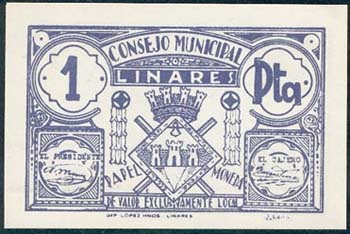 CONSEJO MUNICIPAL
LINARES
1 Pta
EL PRESIDENTE
EL CAJERO
PAPEL MONEDA
DE VALOR EXCLUSIVAMENTE LOCAL
IMP LÓPEZ HNOS - LINARES